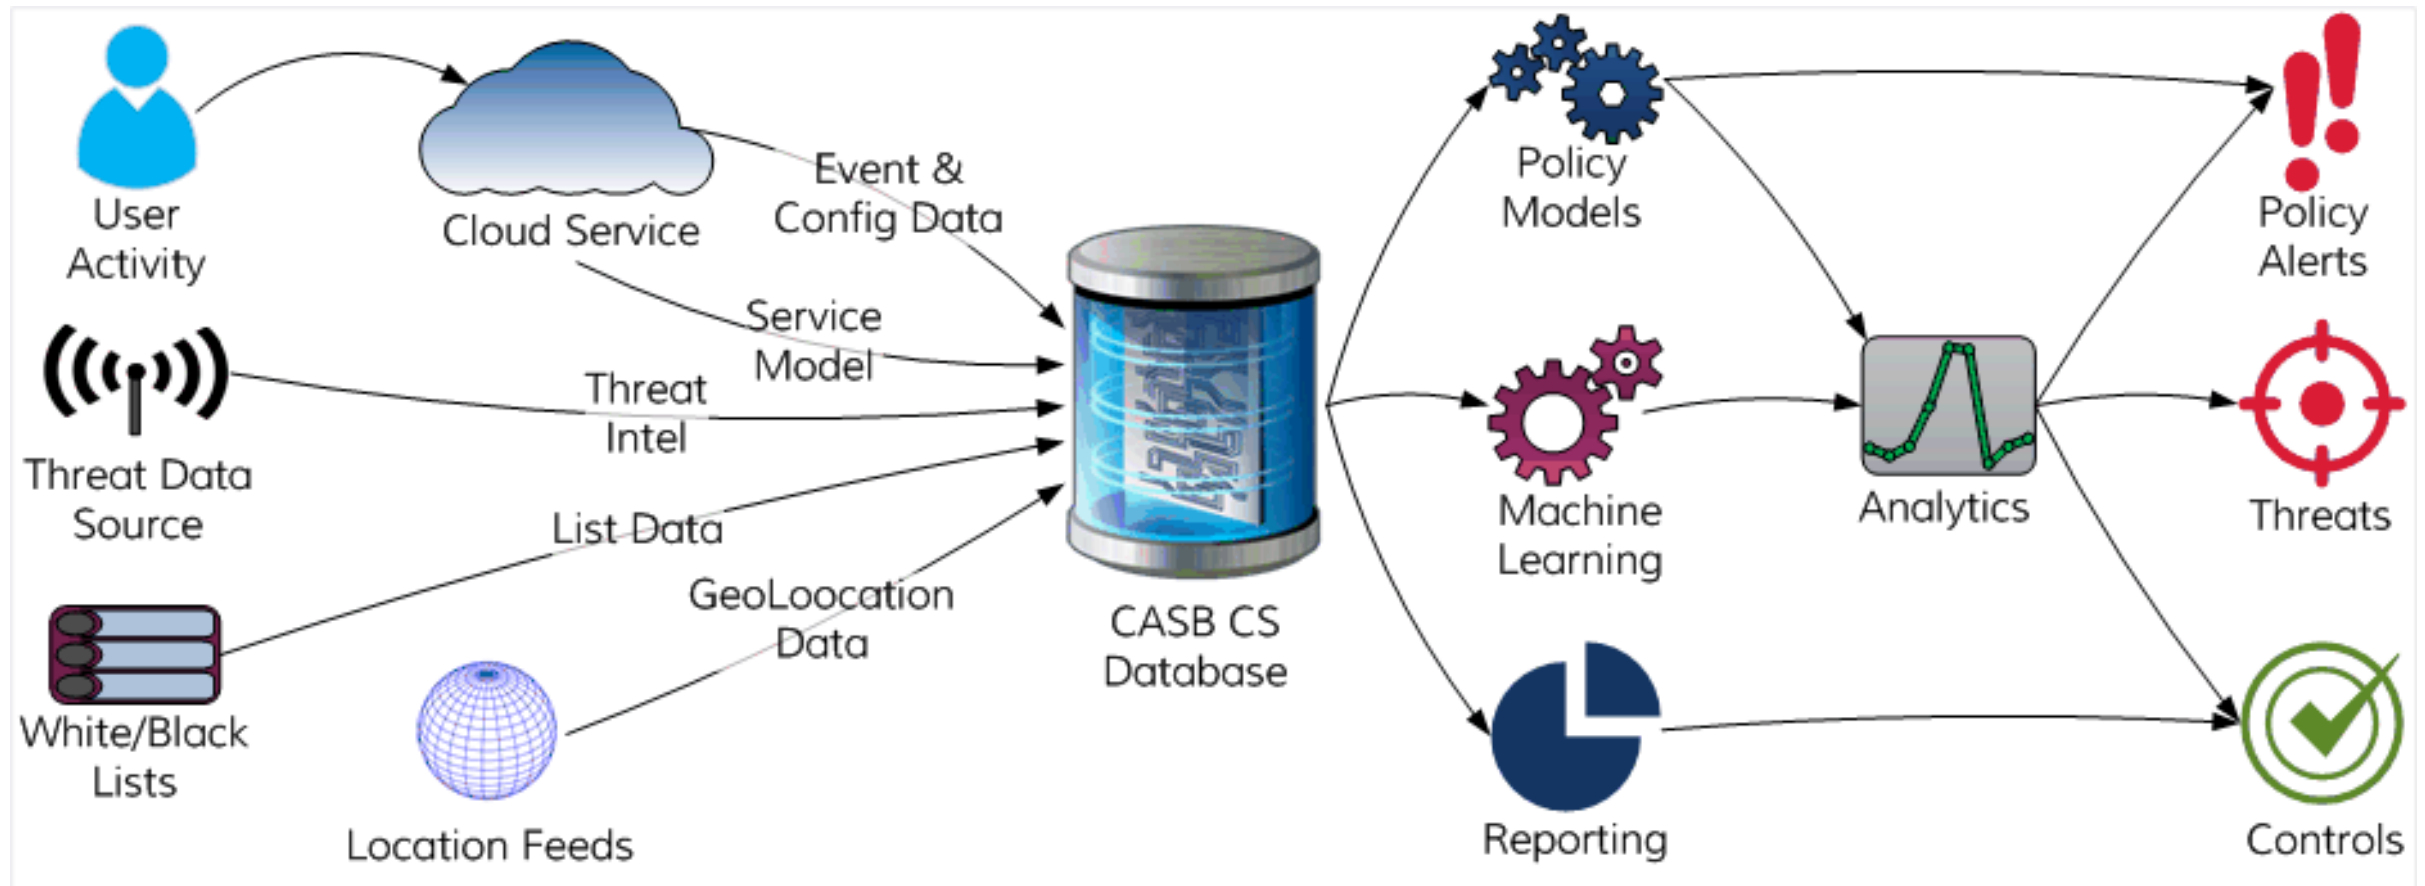 User
Activity
Cloud Service
Event &
Config Data
Service
Model
Threat
Intel
Threat Data
Source
List Data
White/Black
Lists
GeoLoocation
Data
Location Feeds
CASB CS
Database
Policy
Models
Machine
Learning
Reporting
Analytics
Policy
Alerts
Threats
Controls